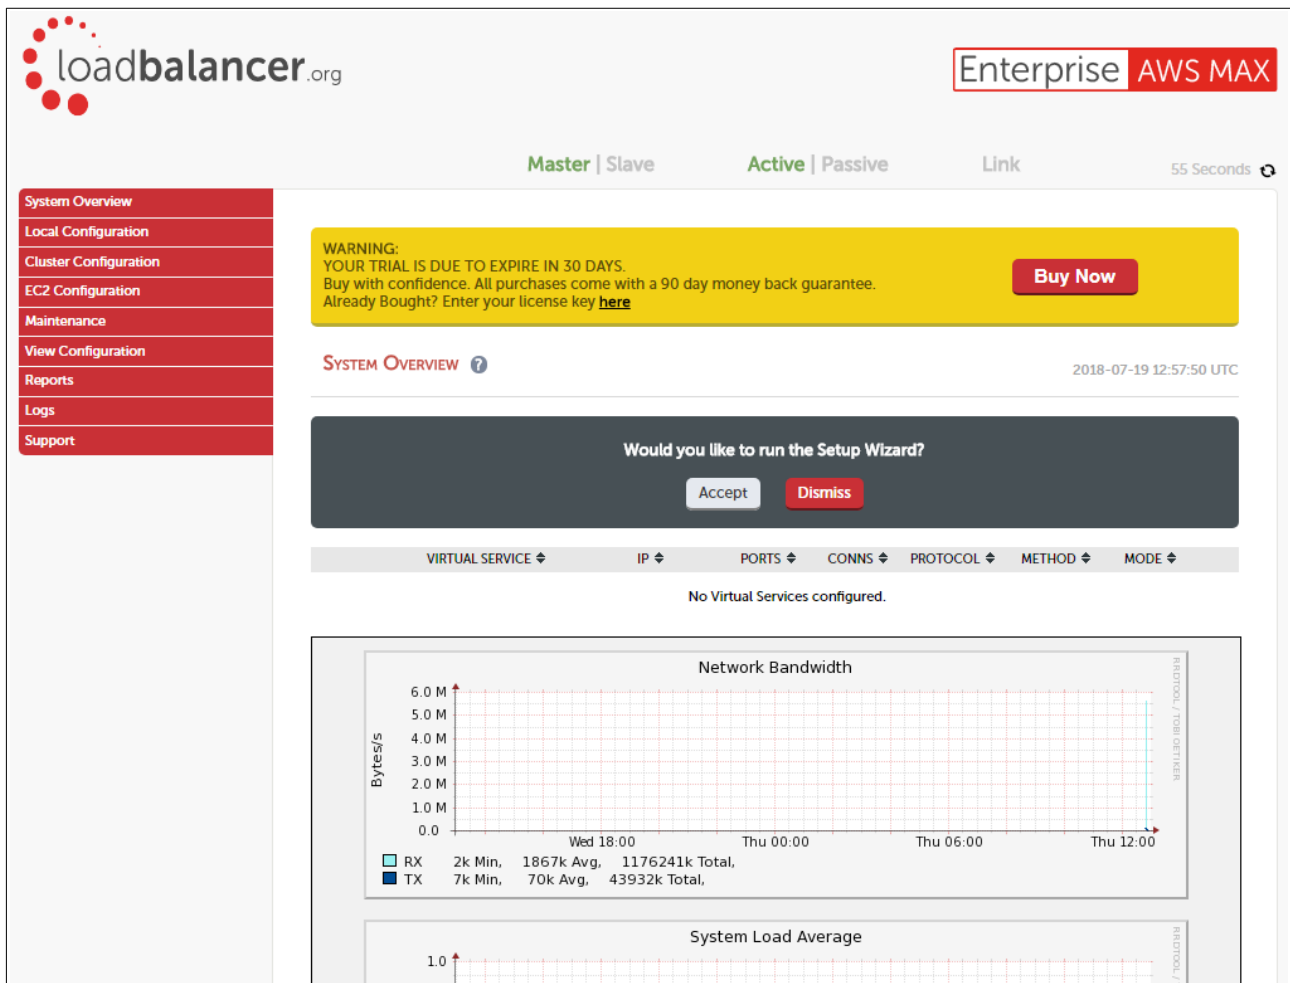 loadbalancer.org
Enterprise AWS MAX
Master | Slave
Active | Passive
Link
55 Seconds
System Overview
Local Configuration
Cluster Configuration
EC2 Configuration
Maintenance
View Configuration
Reports
Logs
Support
WARNING:
YOUR TRIAL IS DUE TO EXPIRE IN 30 DAYS.
Buy with confidence. All purchases come with a 90 day money back guarantee.
Already Bought? Enter your license key here
Buy Now
SYSTEM OVERVIEW ?
2018-07-19 12:57:50 UTC
Would you like to run the Setup Wizard?
Accept Dismiss
VIRTUAL SERVICE IP PORTS CONNS PROTOCOL METHOD MODE
No Virtual Services configured.
Network Bandwidth
RRDTOOL / TOBI OETIKER
Bytes/s
6.0 M
5.0 M
4.0 M
3.0 M
2.0 M
1.0 M
0.0
Wed 18:00 Thu 00:00 Thu 06:00 Thu 12:00
RX 2k Min, 1867k Avg, 1176241k Total,
TX 7k Min, 70k Avg, 43932k Total,
System Load Average
RRDTOOL /
1.0